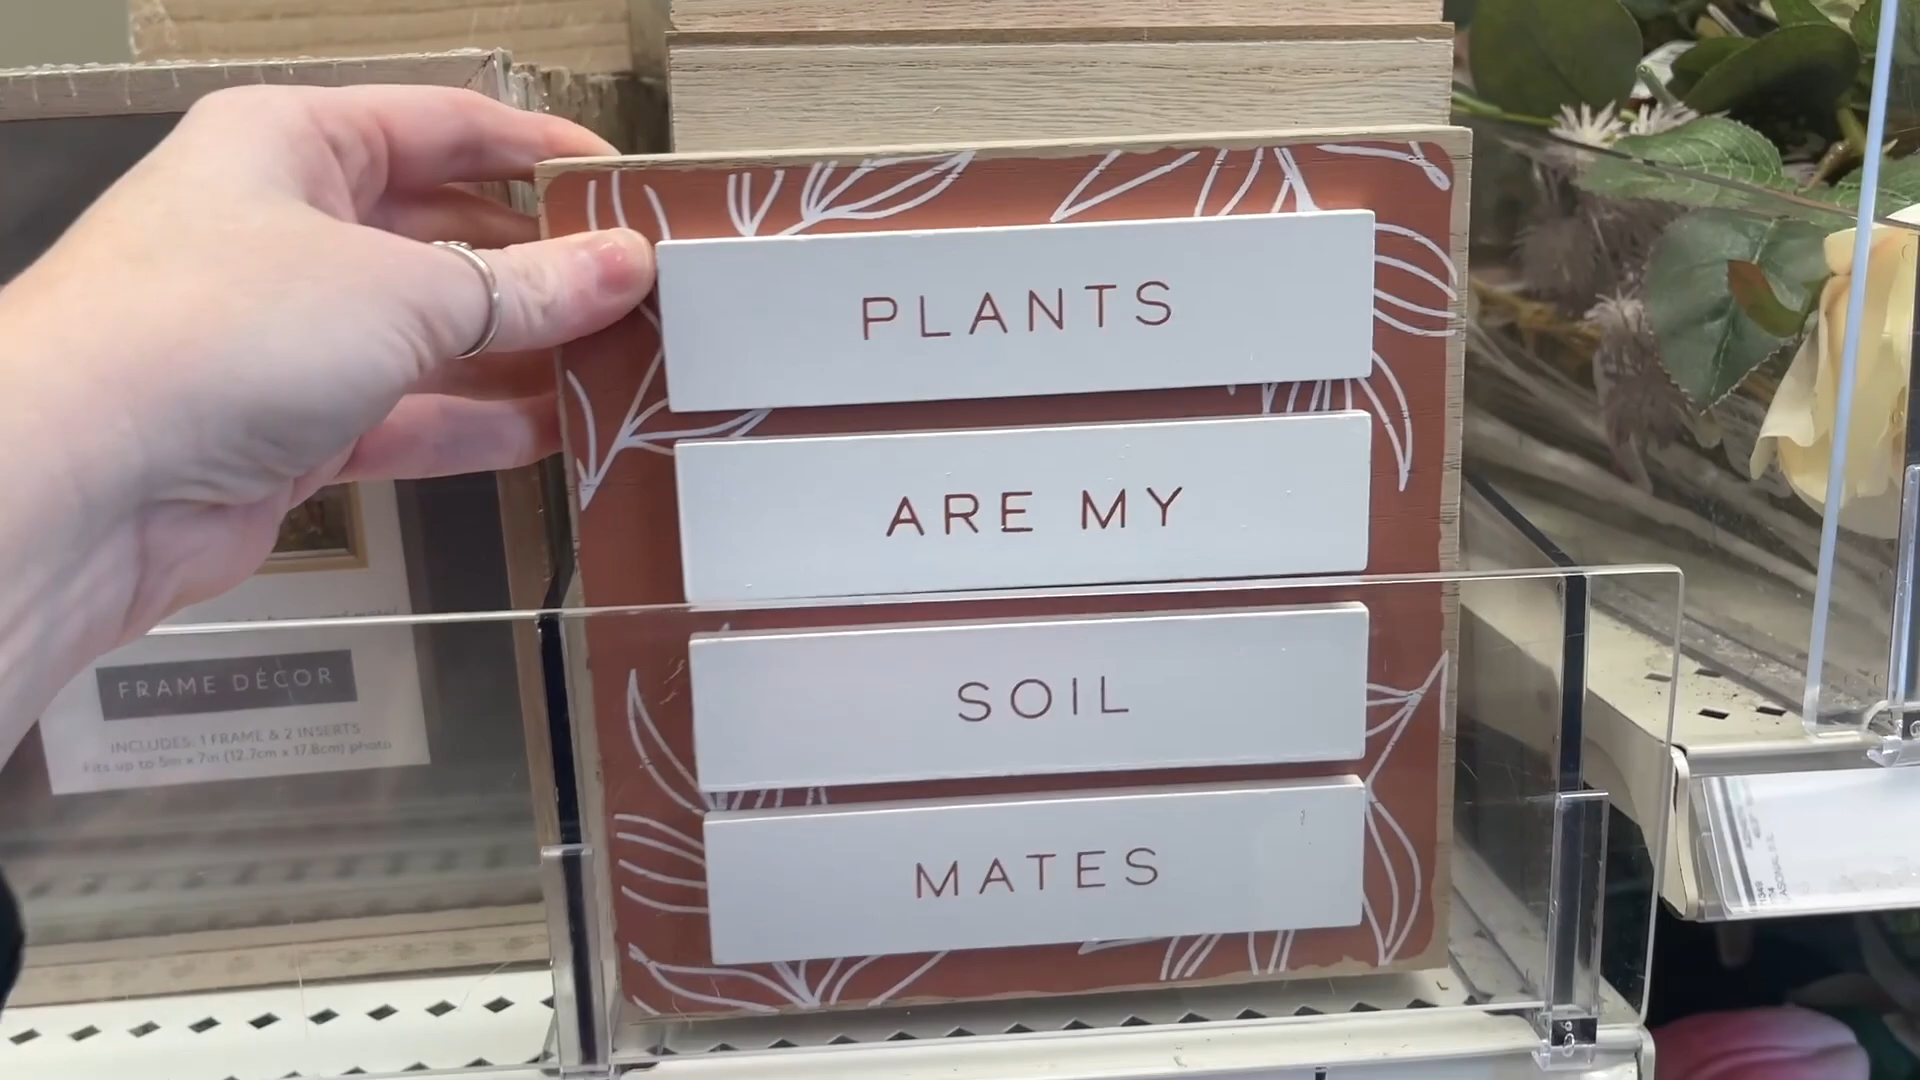 PLANTS
ARE MY
SOIL
MATES
FRAME DÉCOR
INCLUDES: 1 FRAME & 2 INSERTS
Fits up to 5in x 7in (12.7cm x 17.8cm) photo